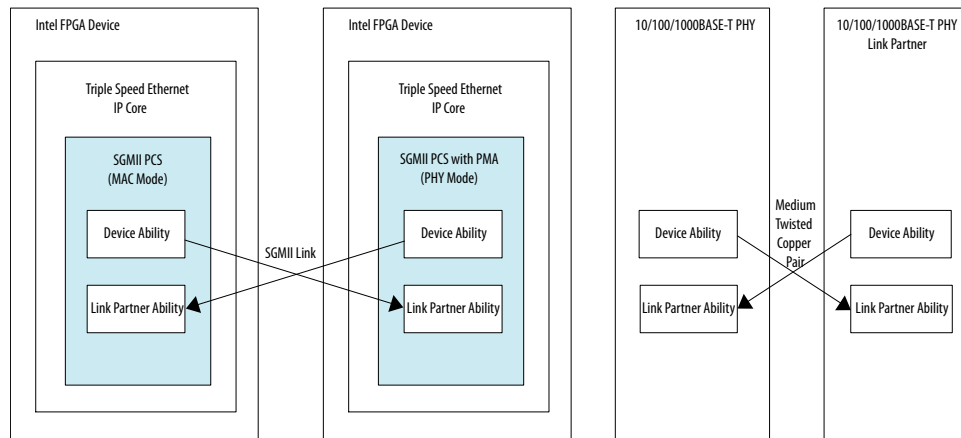 Intel FPGA Device
Triple Speed Ethernet
IP Core
SGMII PCS
(MAC Mode)
Device Ability
Link Partner Ability
SGMII Link
Intel FPGA Device
Triple Speed Ethernet
IP Core
SGMII PCS with PMA
(PHY Mode)
Device Ability
Link Partner Ability
10/100/1000BASE-T PHY
Device Ability
Link Partner Ability
Medium
Twisted
Copper
Pair
10/100/1000BASE-T PHY
Link Partner
Device Ability
Link Partner Ability